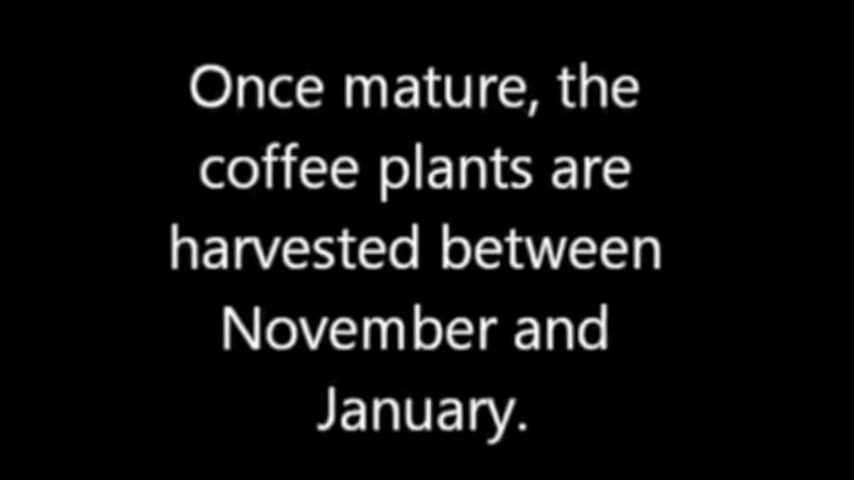 Once mature, the
coffee plants are
harvested between
November and
January.